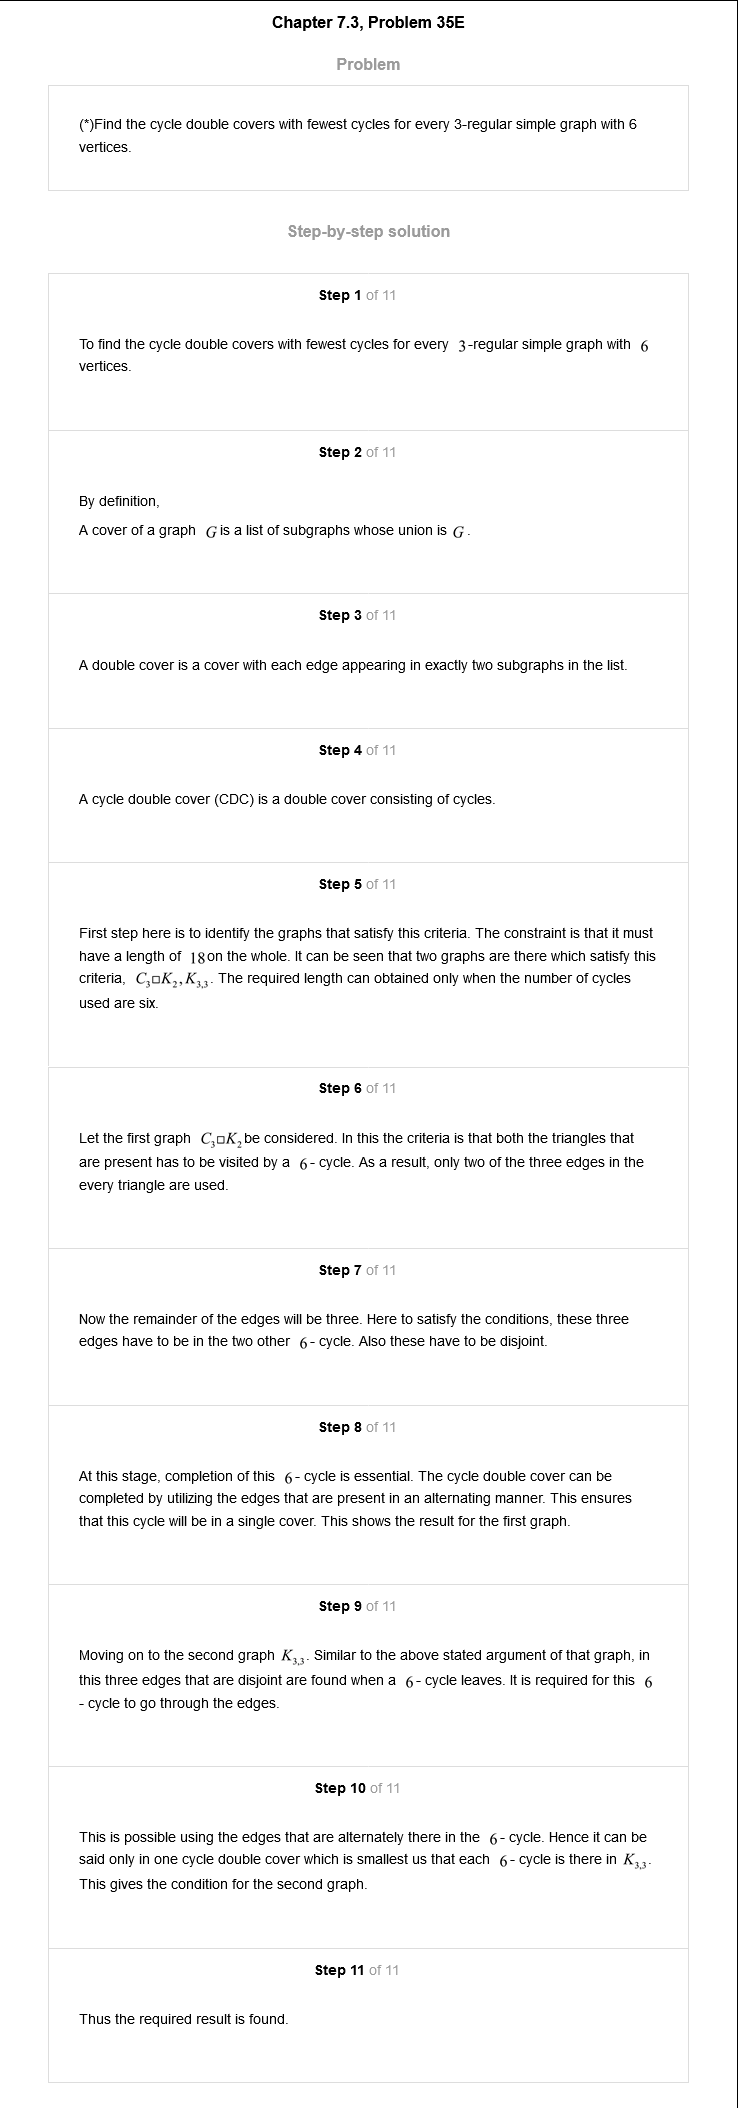 Chapter 7.3, Problem 35E
Problem
(*)Find the cycle double covers with fewest cycles for every 3-regular simple graph with 6
vertices.
Step-by-step solution
Step 1 of 11
To find the cycle double covers with fewest cycles for every 3-regular simple graph with 6
vertices.
Step 2 of 11
By definition,
A cover of a graph G is a list of subgraphs whose union is G.
Step 3 of 11
A double cover is a cover with each edge appearing in exactly two subgraphs in the list.
Step 4 of 11
A cycle double cover (CDC) is a double cover consisting of cycles.
Step 5 of 11
First step here is to identify the graphs that satisfy this criteria. The constraint is that it must
have a length of 18 on the whole. It can be seen that two graphs are there which satisfy this
criteria, C₃□K₂, K₃,₃. The required length can obtained only when the number of cycles
used are six.
Step 6 of 11
Let the first graph C₃□K₂ be considered. In this the criteria is that both the triangles that
are present has to be visited by a 6- cycle. As a result, only two of the three edges in the
every triangle are used.
Step 7 of 11
Now the remainder of the edges will be three. Here to satisfy the conditions, these three
edges have to be in the two other 6- cycle. Also these have to be disjoint.
Step 8 of 11
At this stage, completion of this 6- cycle is essential. The cycle double cover can be
completed by utilizing the edges that are present in an alternating manner. This ensures
that this cycle will be in a single cover. This shows the result for the first graph.
Step 9 of 11
Moving on to the second graph K₃,₃. Similar to the above stated argument of that graph, in
this three edges that are disjoint are found when a 6- cycle leaves. It is required for this 6
- cycle to go through the edges.
Step 10 of 11
This is possible using the edges that are alternately there in the 6- cycle. Hence it can be
said only in one cycle double cover which is smallest us that each 6- cycle is there in K₃,₃.
This gives the condition for the second graph.
Step 11 of 11
Thus the required result is found.